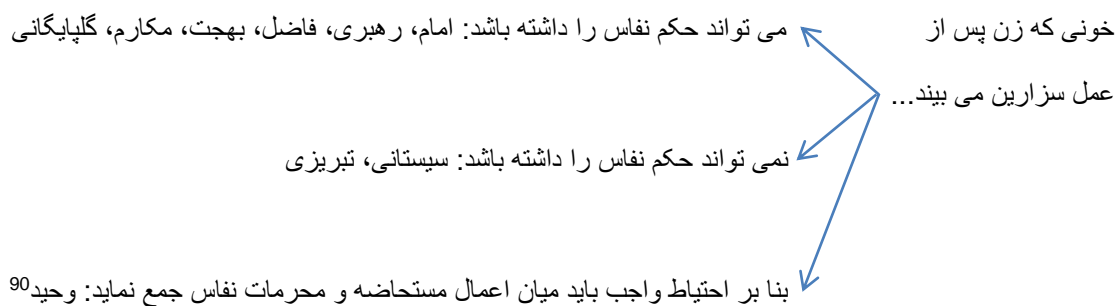 خونی که زن پس از
عمل سزارین می بیند...
می تواند حکم نفاس را داشته باشد: امام، رهبری، فاضل، بهجت، مکارم، گلپایگانی
نمی تواند حکم نفاس را داشته باشد: سیستانی، تبریزی
بنا بر احتیاط واجب باید میان اعمال مستحاضه و محرمات نفاس جمع نماید: وحید90